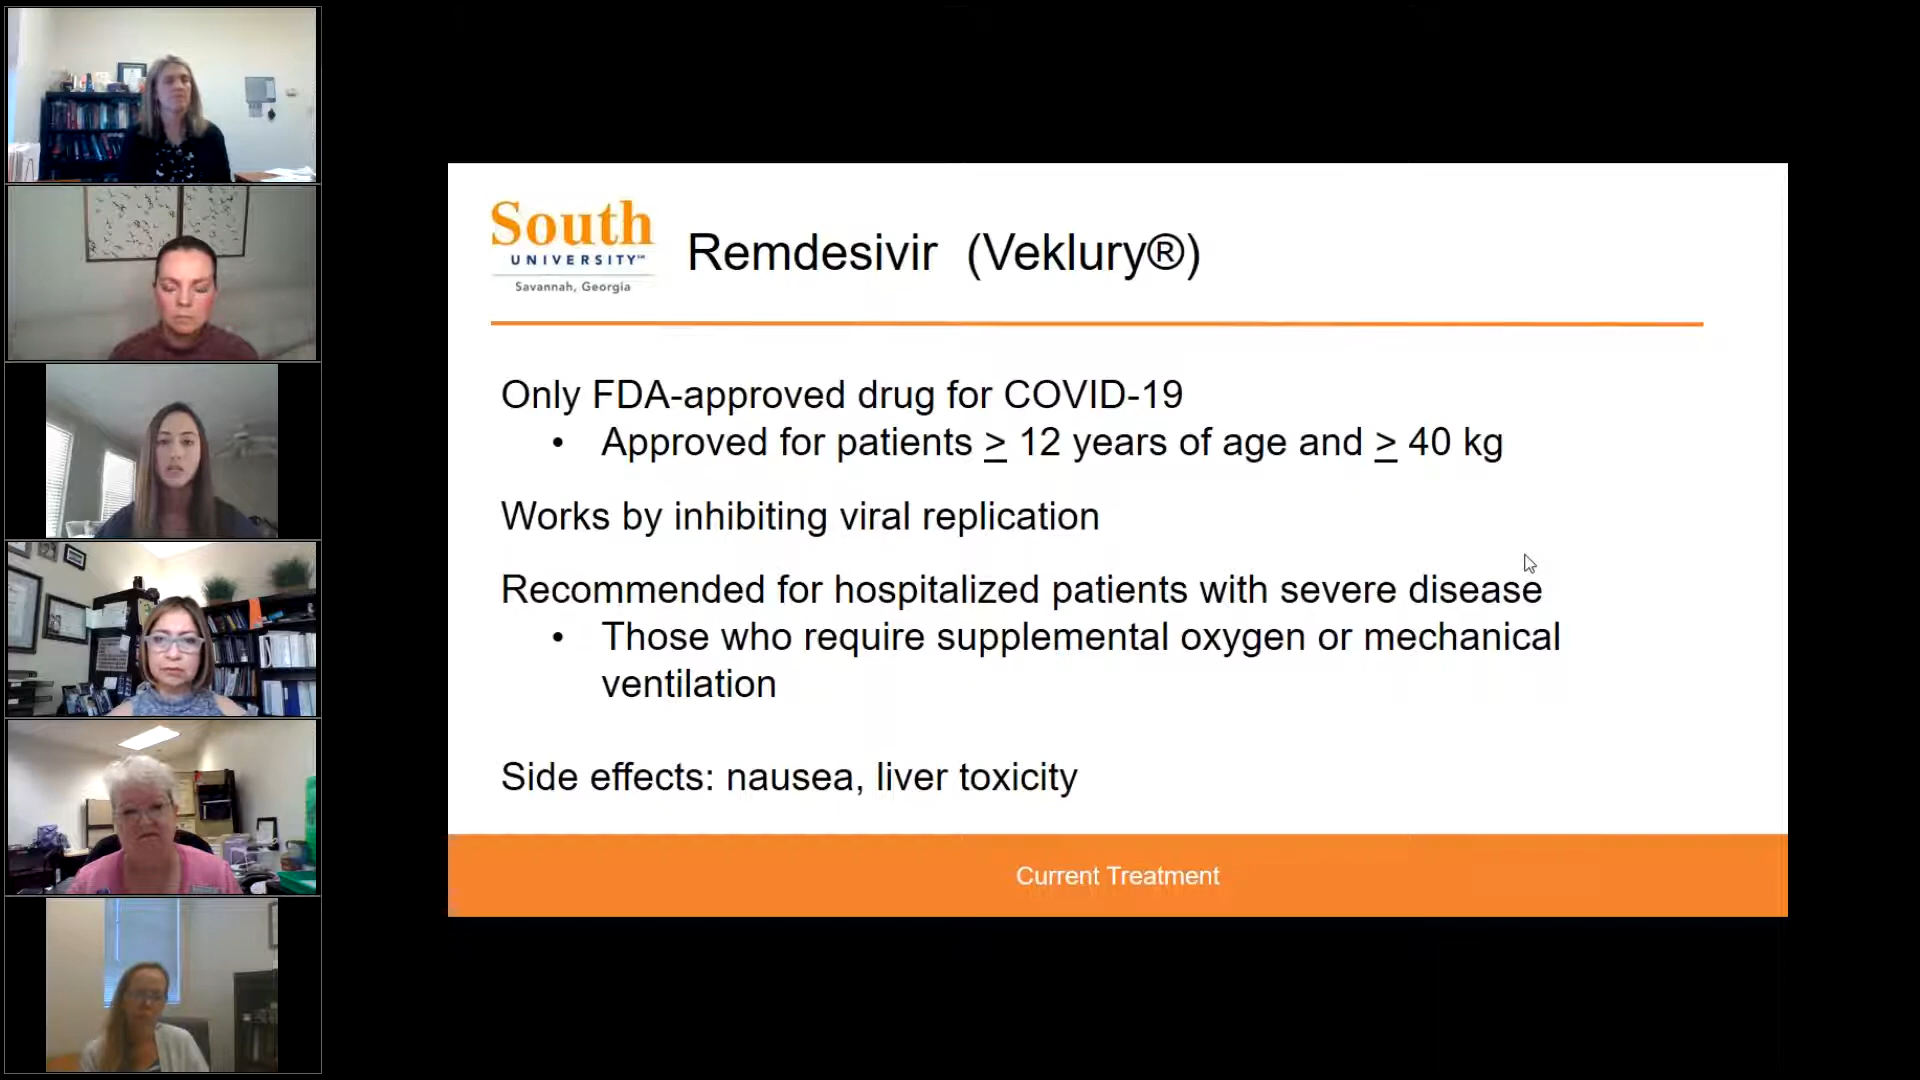 South
UNIVERSITY℠
Savannah, Georgia
Remdesivir (Veklury®)
Only FDA-approved drug for COVID-19
• Approved for patients ≥ 12 years of age and ≥ 40 kg
Works by inhibiting viral replication
Recommended for hospitalized patients with severe disease
• Those who require supplemental oxygen or mechanical
ventilation
Side effects: nausea, liver toxicity
Current Treatment